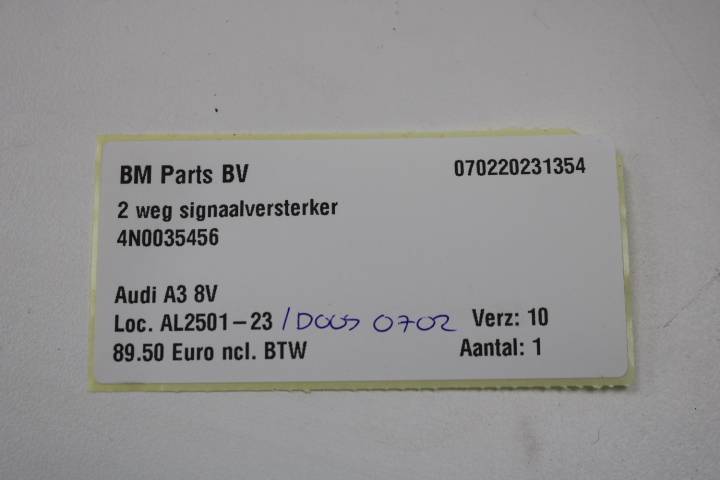 BM Parts BV 070220231354
2 weg signaalversterker
4N0035456
Audi A3 8V
Loc. AL2501-23 /Doos 0702 Verz: 10
89.50 Euro ncl. BTW Aantal: 1